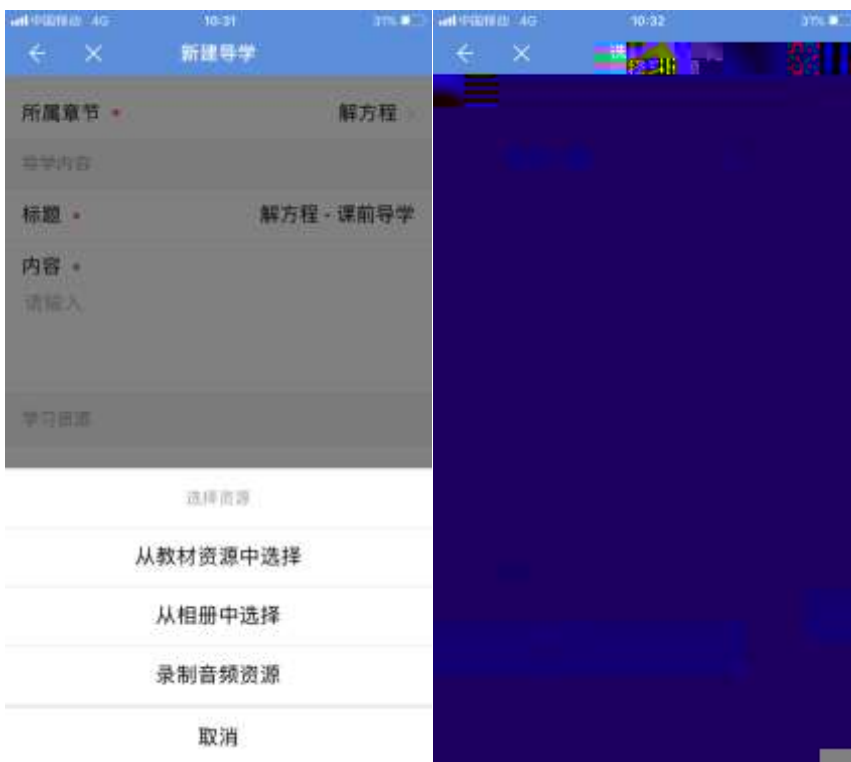 中国移动 4G 10:31 31%
新建导学
所属章节 * 解方程
导学内容
标题 * 解方程 - 课前导学
内容 *
请输入
学习资源
选择资源
从教材资源中选择
从相册中选择
录制音频资源
取消
中国移动 4G 10:32 31%
选